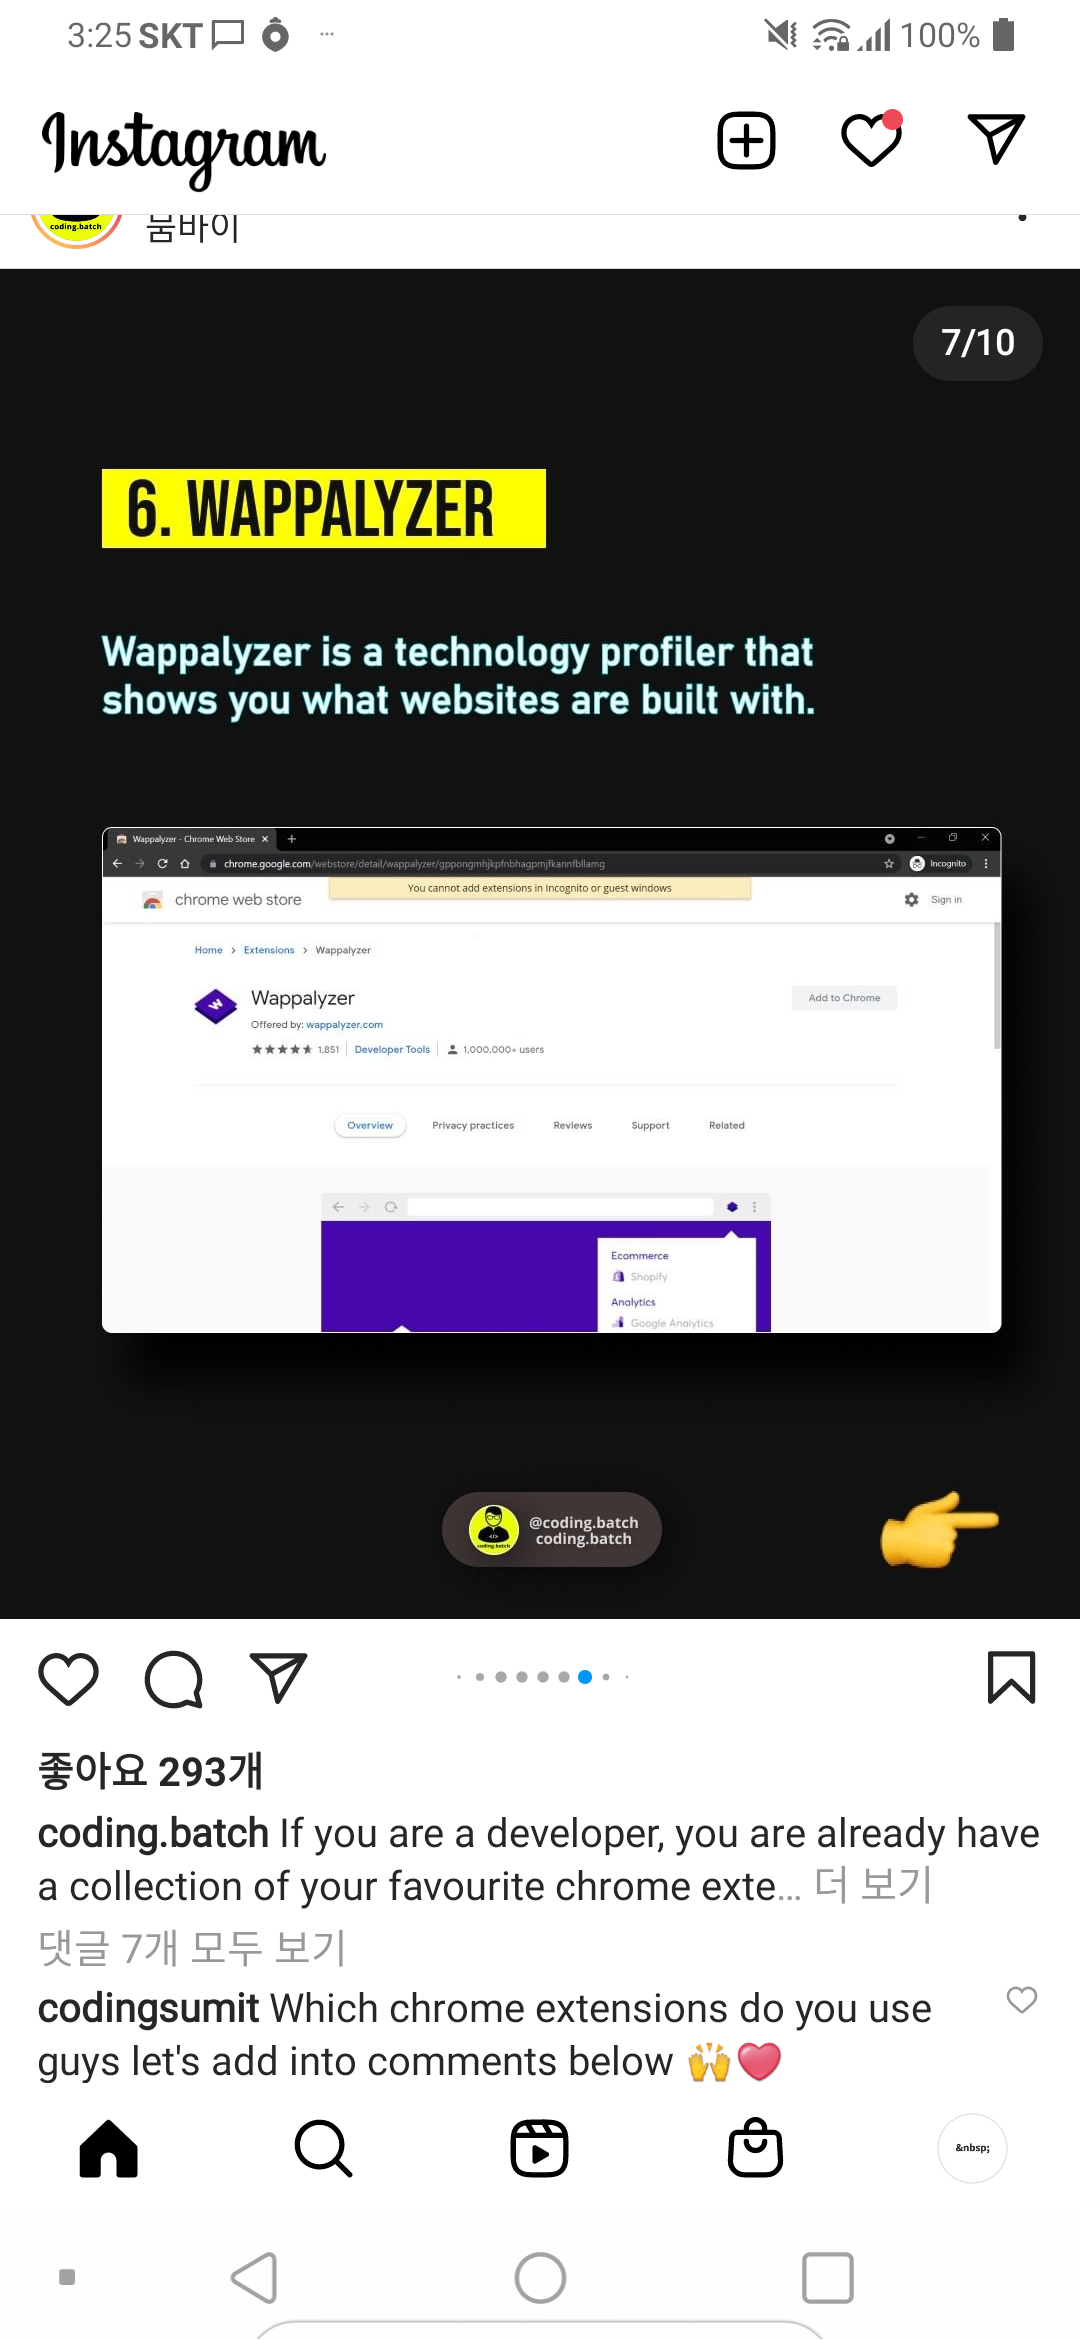 3:25 SKT 100%
Instagram
coding.batch 뭄바이
7/10
6. WAPPALYZER
Wappalyzer is a technology profiler that
shows you what websites are built with.
Wappalyzer - Chrome Web Store
chrome.google.com/webstore/detail/wappalyzer/gppongmhjkpfnbhagpmjfkannfbllamg Incognito
You cannot add extensions in Incognito or guest windows
chrome web store Sign in
Home > Extensions > Wappalyzer
Wappalyzer
Add to Chrome
Offered by: wappalyzer.com
1,851 Developer Tools 1,000,000+ users
Overview Privacy practices Reviews Support Related
Ecommerce
Shopify
Analytics
Google Analytics
@coding.batch
coding.batch
좋아요 293개
coding.batch If you are a developer, you are already have
a collection of your favourite chrome exte... 더 보기
댓글 7개 모두 보기
codingsumit Which chrome extensions do you use
guys let's add into comments below 🙌❤️
&nbsp;